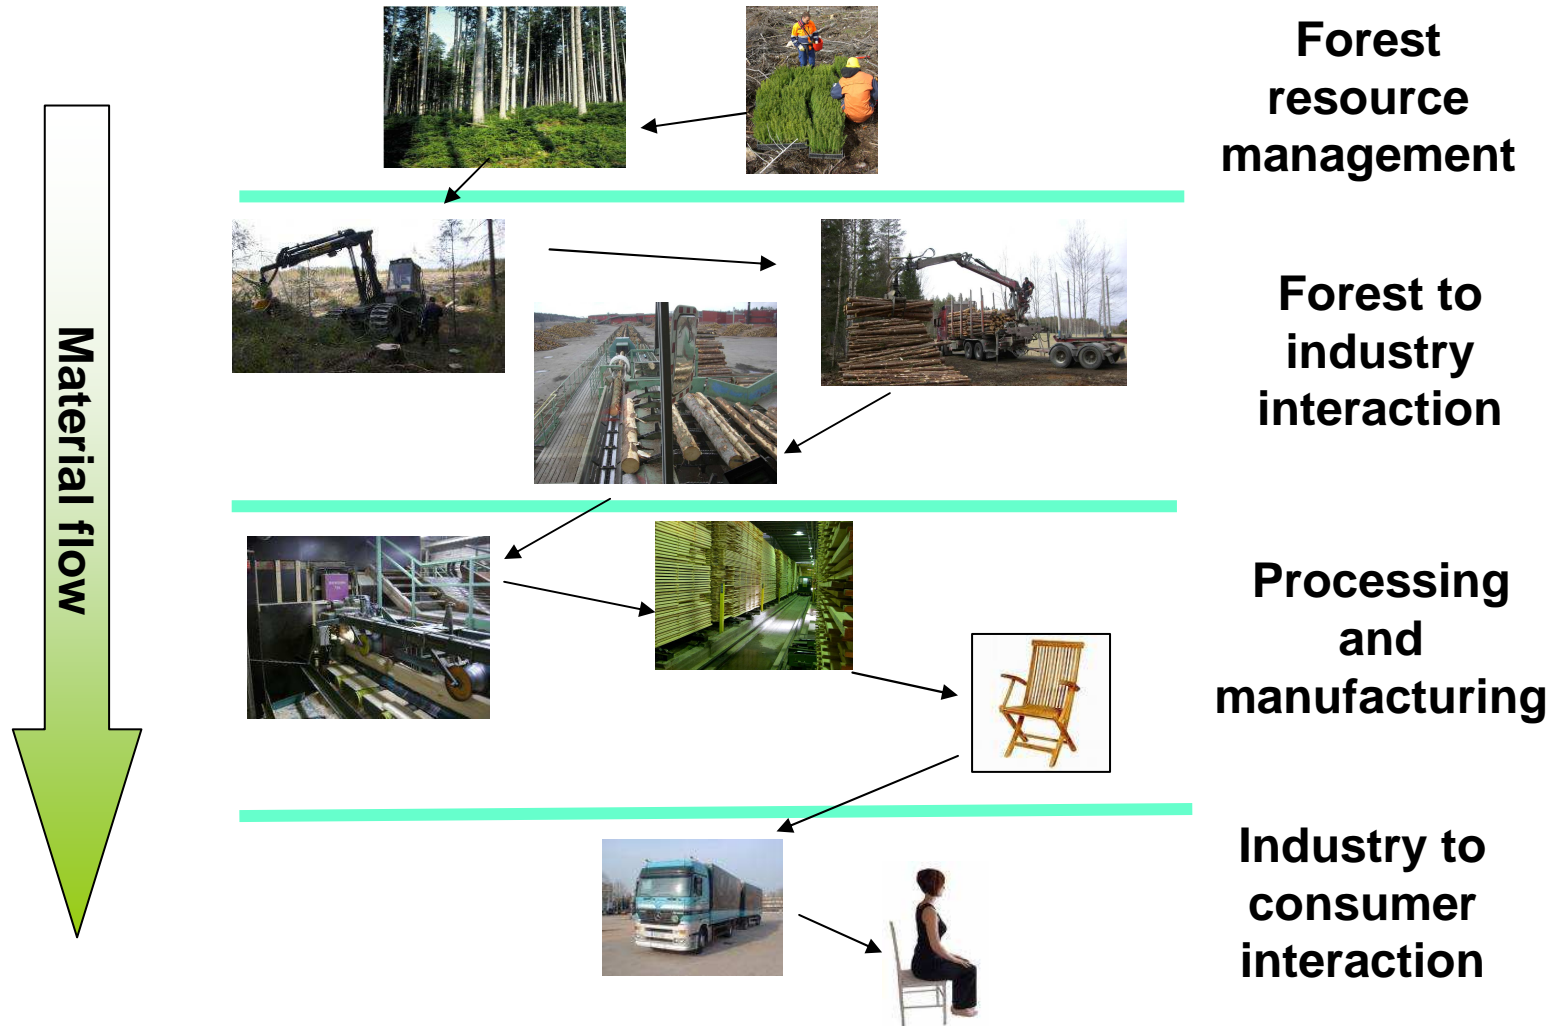 Forest
resource
management
Material flow
Forest to
industry
interaction
Processing
and
manufacturing
Industry to
consumer
interaction